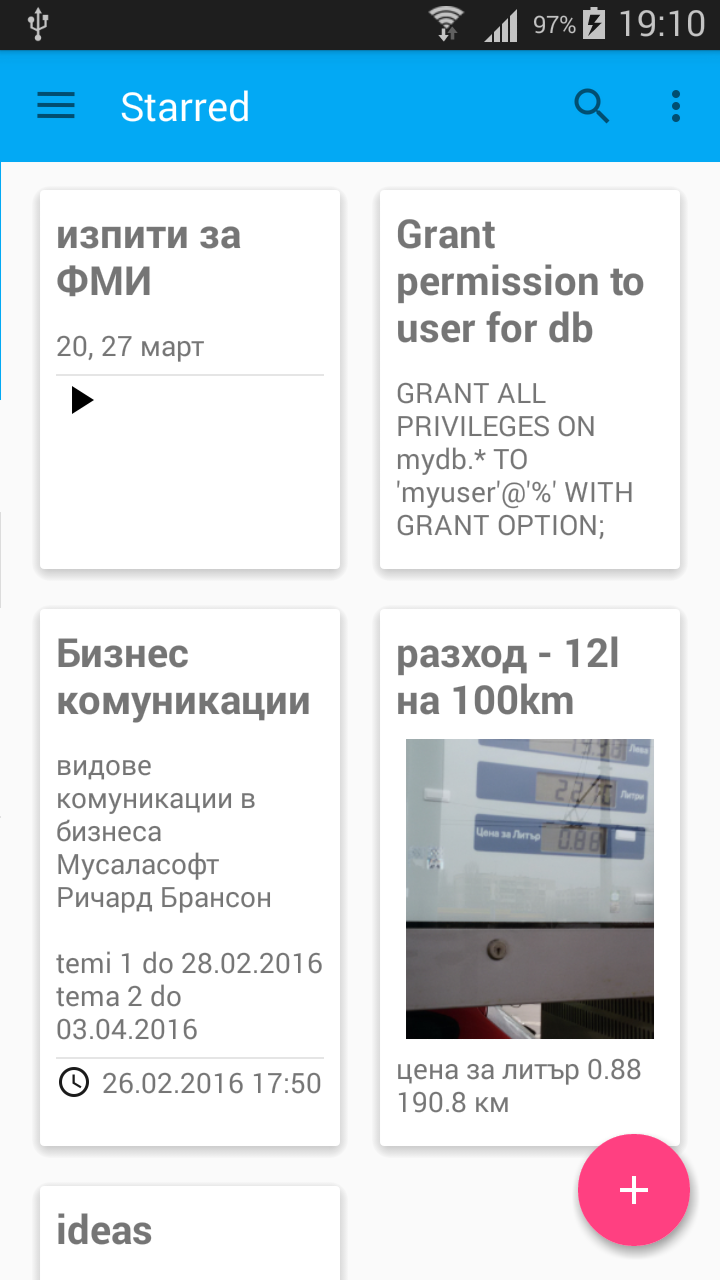 97% 19:10
Starred
изпити за
ФМИ
20, 27 март
Grant
permission to
user for db
GRANT ALL
PRIVILEGES ON
mydb.* TO
'myuser'@'%' WITH
GRANT OPTION;
Бизнес
комуникации
видове
комуникации в
бизнеса
Мусаласофт
Ричард Брансон
temi 1 do 28.02.2016
tema 2 do
03.04.2016
26.02.2016 17:50
разход - 12l
на 100km
Лева
Литри
Цена за Литър 0.88
цена за литър 0.88
190.8 км
ideas